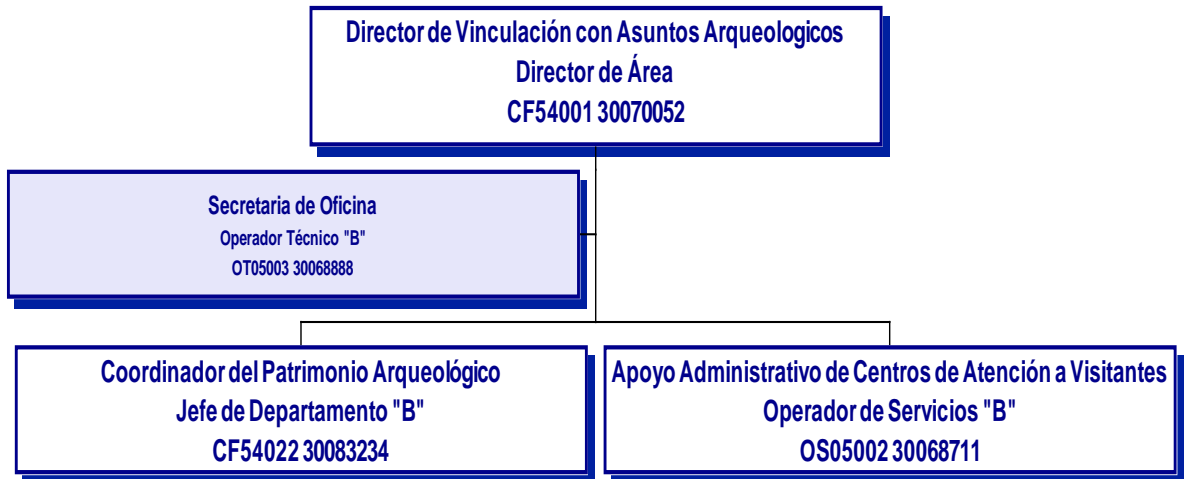 Director de Vinculación con Asuntos Arqueologicos
Director de Área
CF54001 30070052
Secretaria de Oficina
Operador Técnico "B"
OT05003 30068888
Coordinador del Patrimonio Arqueológico
Jefe de Departamento "B"
CF54022 30083234
Apoyo Administrativo de Centros de Atención a Visitantes
Operador de Servicios "B"
OS05002 30068711